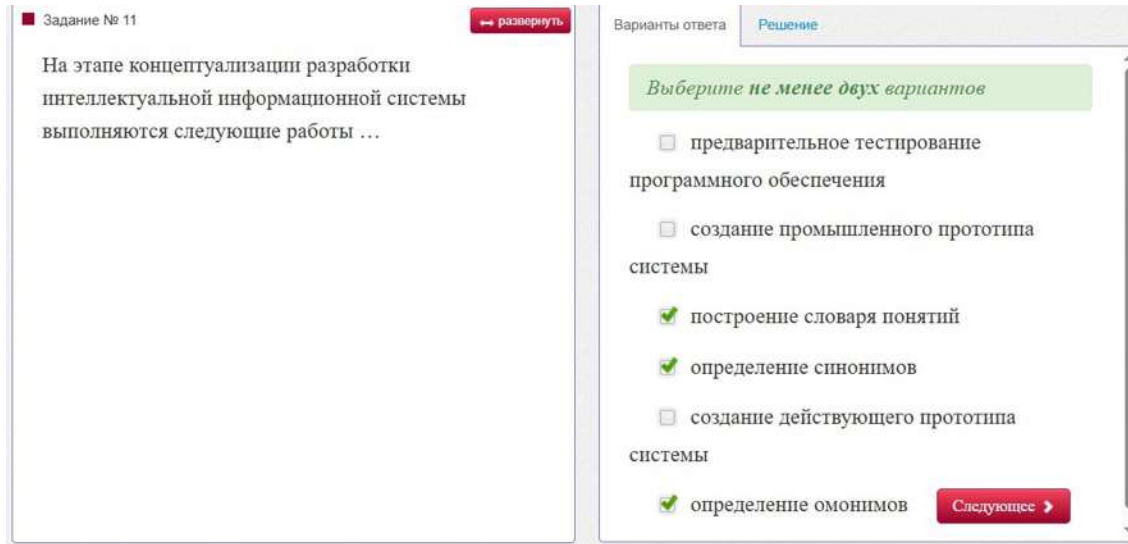 Задание № 11
развернуть
На этапе концептуализации разработки
интеллектуальной информационной системы
выполняются следующие работы …
Варианты ответа
Решение
Выберите не менее двух вариантов
предварительное тестирование
программного обеспечения
создание промышленного прототипа
системы
построение словаря понятий
определение синонимов
создание действующего прототипа
системы
определение омонимов
Следующее